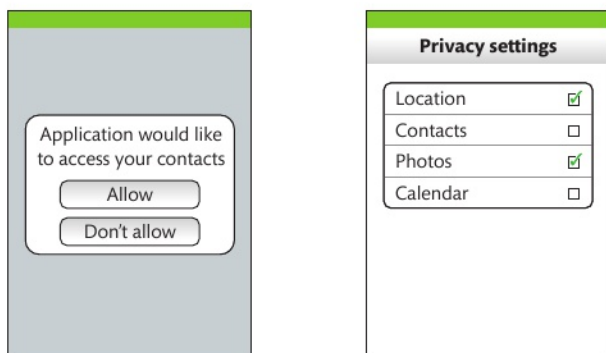 Application would like
to access your contacts
Allow
Don't allow
Privacy settings
Location
Contacts
Photos
Calendar